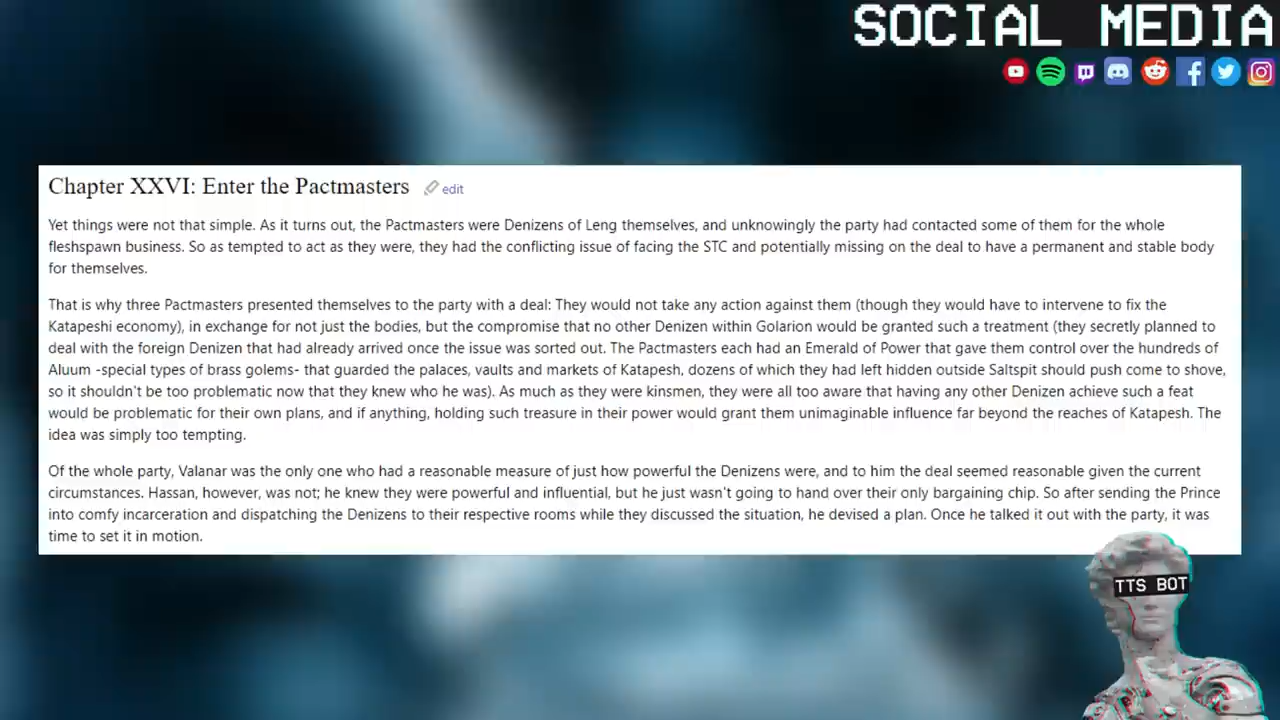 SOCIAL MEDIA
Chapter XXVI: Enter the Pactmasters edit
Yet things were not that simple. As it turns out, the Pactmasters were Denizens of Leng themselves, and unknowingly the party had contacted some of them for the whole
fleshspawn business. So as tempted to act as they were, they had the conflicting issue of facing the STC and potentially missing on the deal to have a permanent and stable body
for themselves.
That is why three Pactmasters presented themselves to the party with a deal: They would not take any action against them (though they would have to intervene to fix the
Katapeshi economy), in exchange for not just the bodies, but the compromise that no other Denizen within Golarion would be granted such a treatment (they secretly planned to
deal with the foreign Denizen that had already arrived once the issue was sorted out. The Pactmasters each had an Emerald of Power that gave them control over the hundreds of
Aluum -special types of brass golems- that guarded the palaces, vaults and markets of Katapesh, dozens of which they had left hidden outside Saltspit should push come to shove,
so it shouldn't be too problematic now that they knew who he was). As much as they were kinsmen, they were all too aware that having any other Denizen achieve such a feat
would be problematic for their own plans, and if anything, holding such treasure in their power would grant them unimaginable influence far beyond the reaches of Katapesh. The
idea was simply too tempting.
Of the whole party, Valanar was the only one who had a reasonable measure of just how powerful the Denizens were, and to him the deal seemed reasonable given the current
circumstances. Hassan, however, was not; he knew they were powerful and influential, but he just wasn't going to hand over their only bargaining chip. So after sending the Prince
into comfy incarceration and dispatching the Denizens to their respective rooms while they discussed the situation, he devised a plan. Once he talked it out with the party, it was
time to set it in motion.
TTS BOT